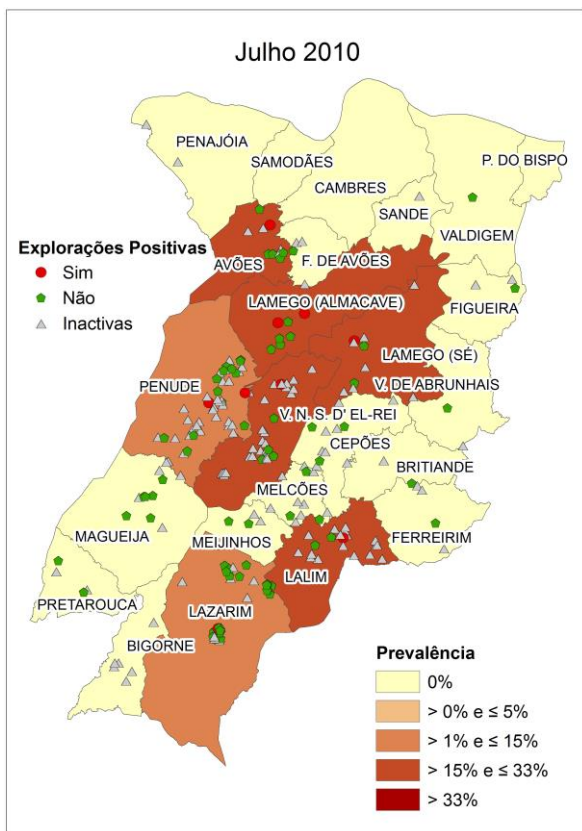 Julho 2010
PENAJÓIA
SAMODÃES
P. DO BISPO
CAMBRES
SANDE
VALDIGEM
Explorações Positivas
Sim
Não
Inactivas
AVÕES
F. DE AVÕES
LAMEGO (ALMACAVE)
FIGUEIRA
LAMEGO (SÉ)
PENUDE
V. DE ABRUNHAIS
V. N. S. D' EL-REI
CEPÕES
BRITIANDE
MELCÕES
MAGUEIJA
MEIJINHOS
FERREIRIM
LALIM
PRETAROUCA
LAZARIM
BIGORNE
Prevalência
0%
> 0% e ≤ 5%
> 1% e ≤ 15%
> 15% e ≤ 33%
> 33%